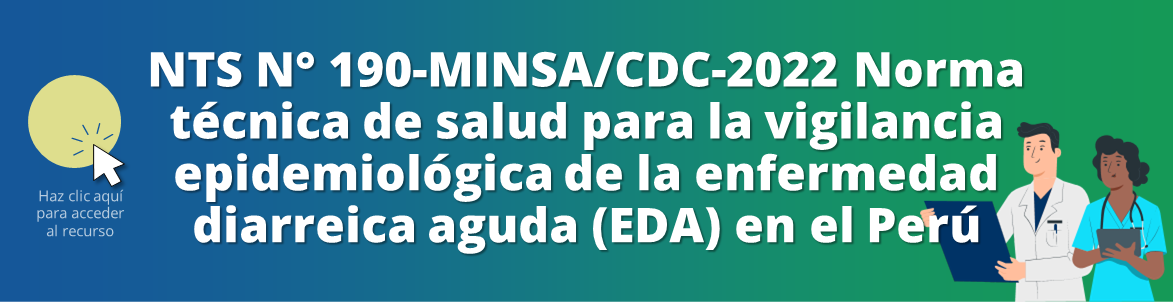 NTS N° 190-MINSA/CDC-2022 Norma
técnica de salud para la vigilancia
epidemiológica de la enfermedad
diarreica aguda (EDA) en el Perú
Haz clic aquí
para acceder
al recurso